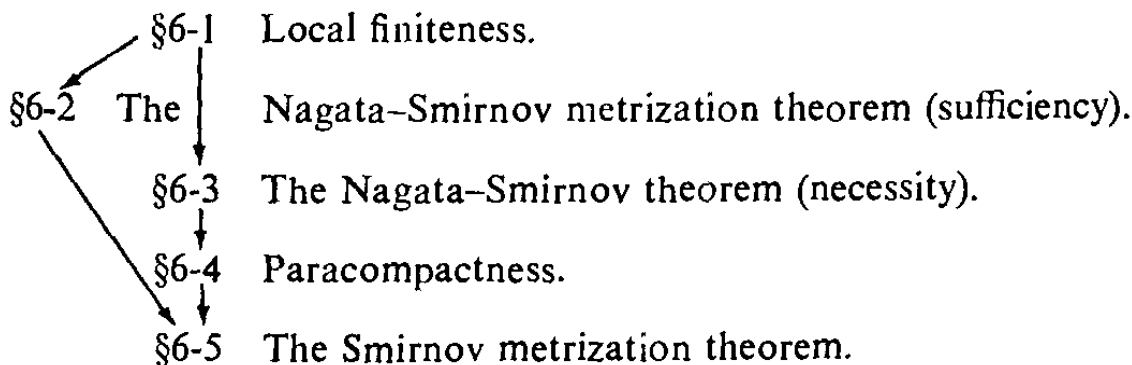 §6-1 Local finiteness.
§6-2 The Nagata–Smirnov metrization theorem (sufficiency).
§6-3 The Nagata–Smirnov theorem (necessity).
§6-4 Paracompactness.
§6-5 The Smirnov metrization theorem.